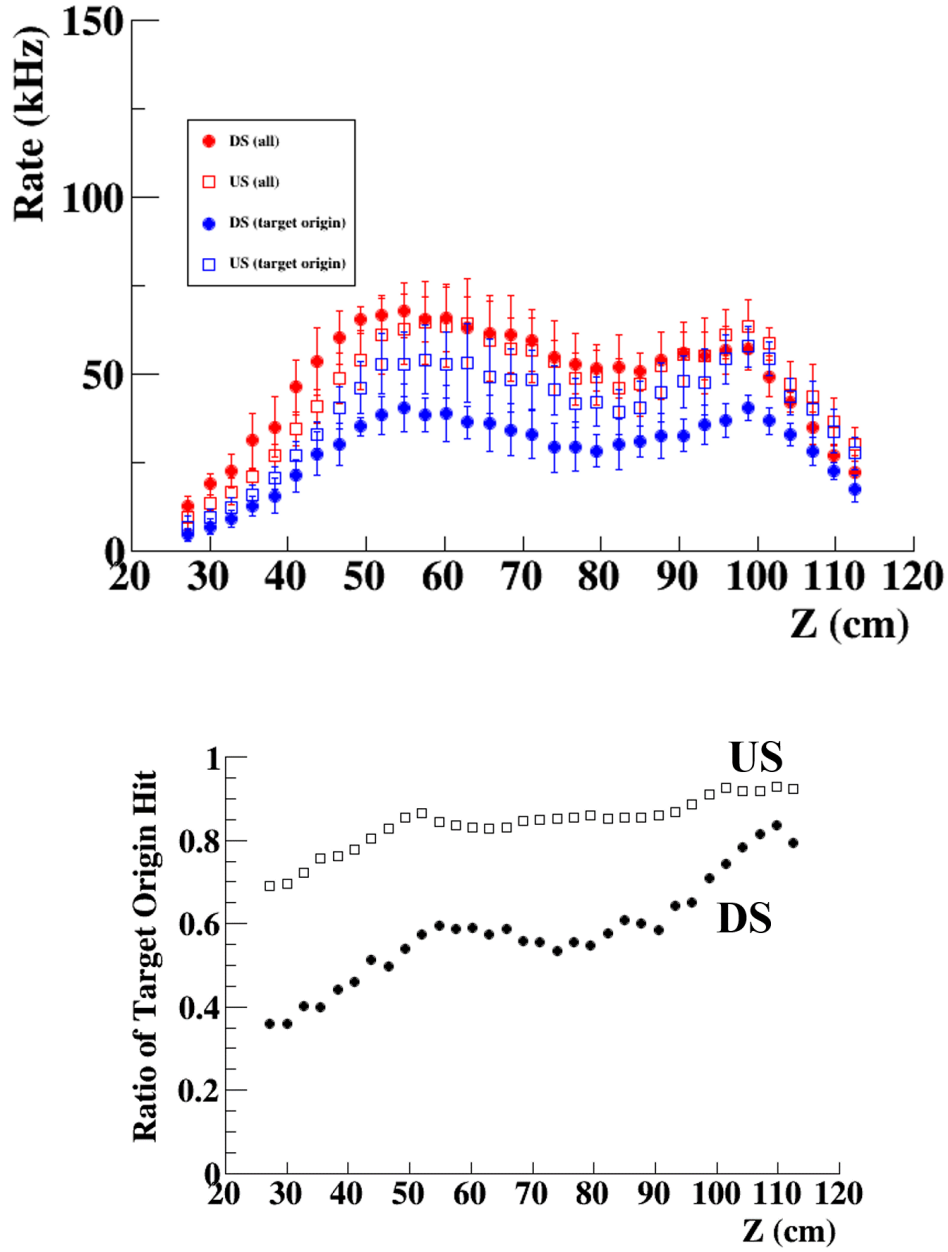 150
100
50
0
Rate (kHz)
DS (all)
US (all)
DS (target origin)
US (target origin)
20 30 40 50 60 70 80 90 100 110 120
Z (cm)
1
0.8
0.6
0.4
0.2
0
Ratio of Target Origin Hit
US
DS
20 30 40 50 60 70 80 90 100 110 120
Z (cm)